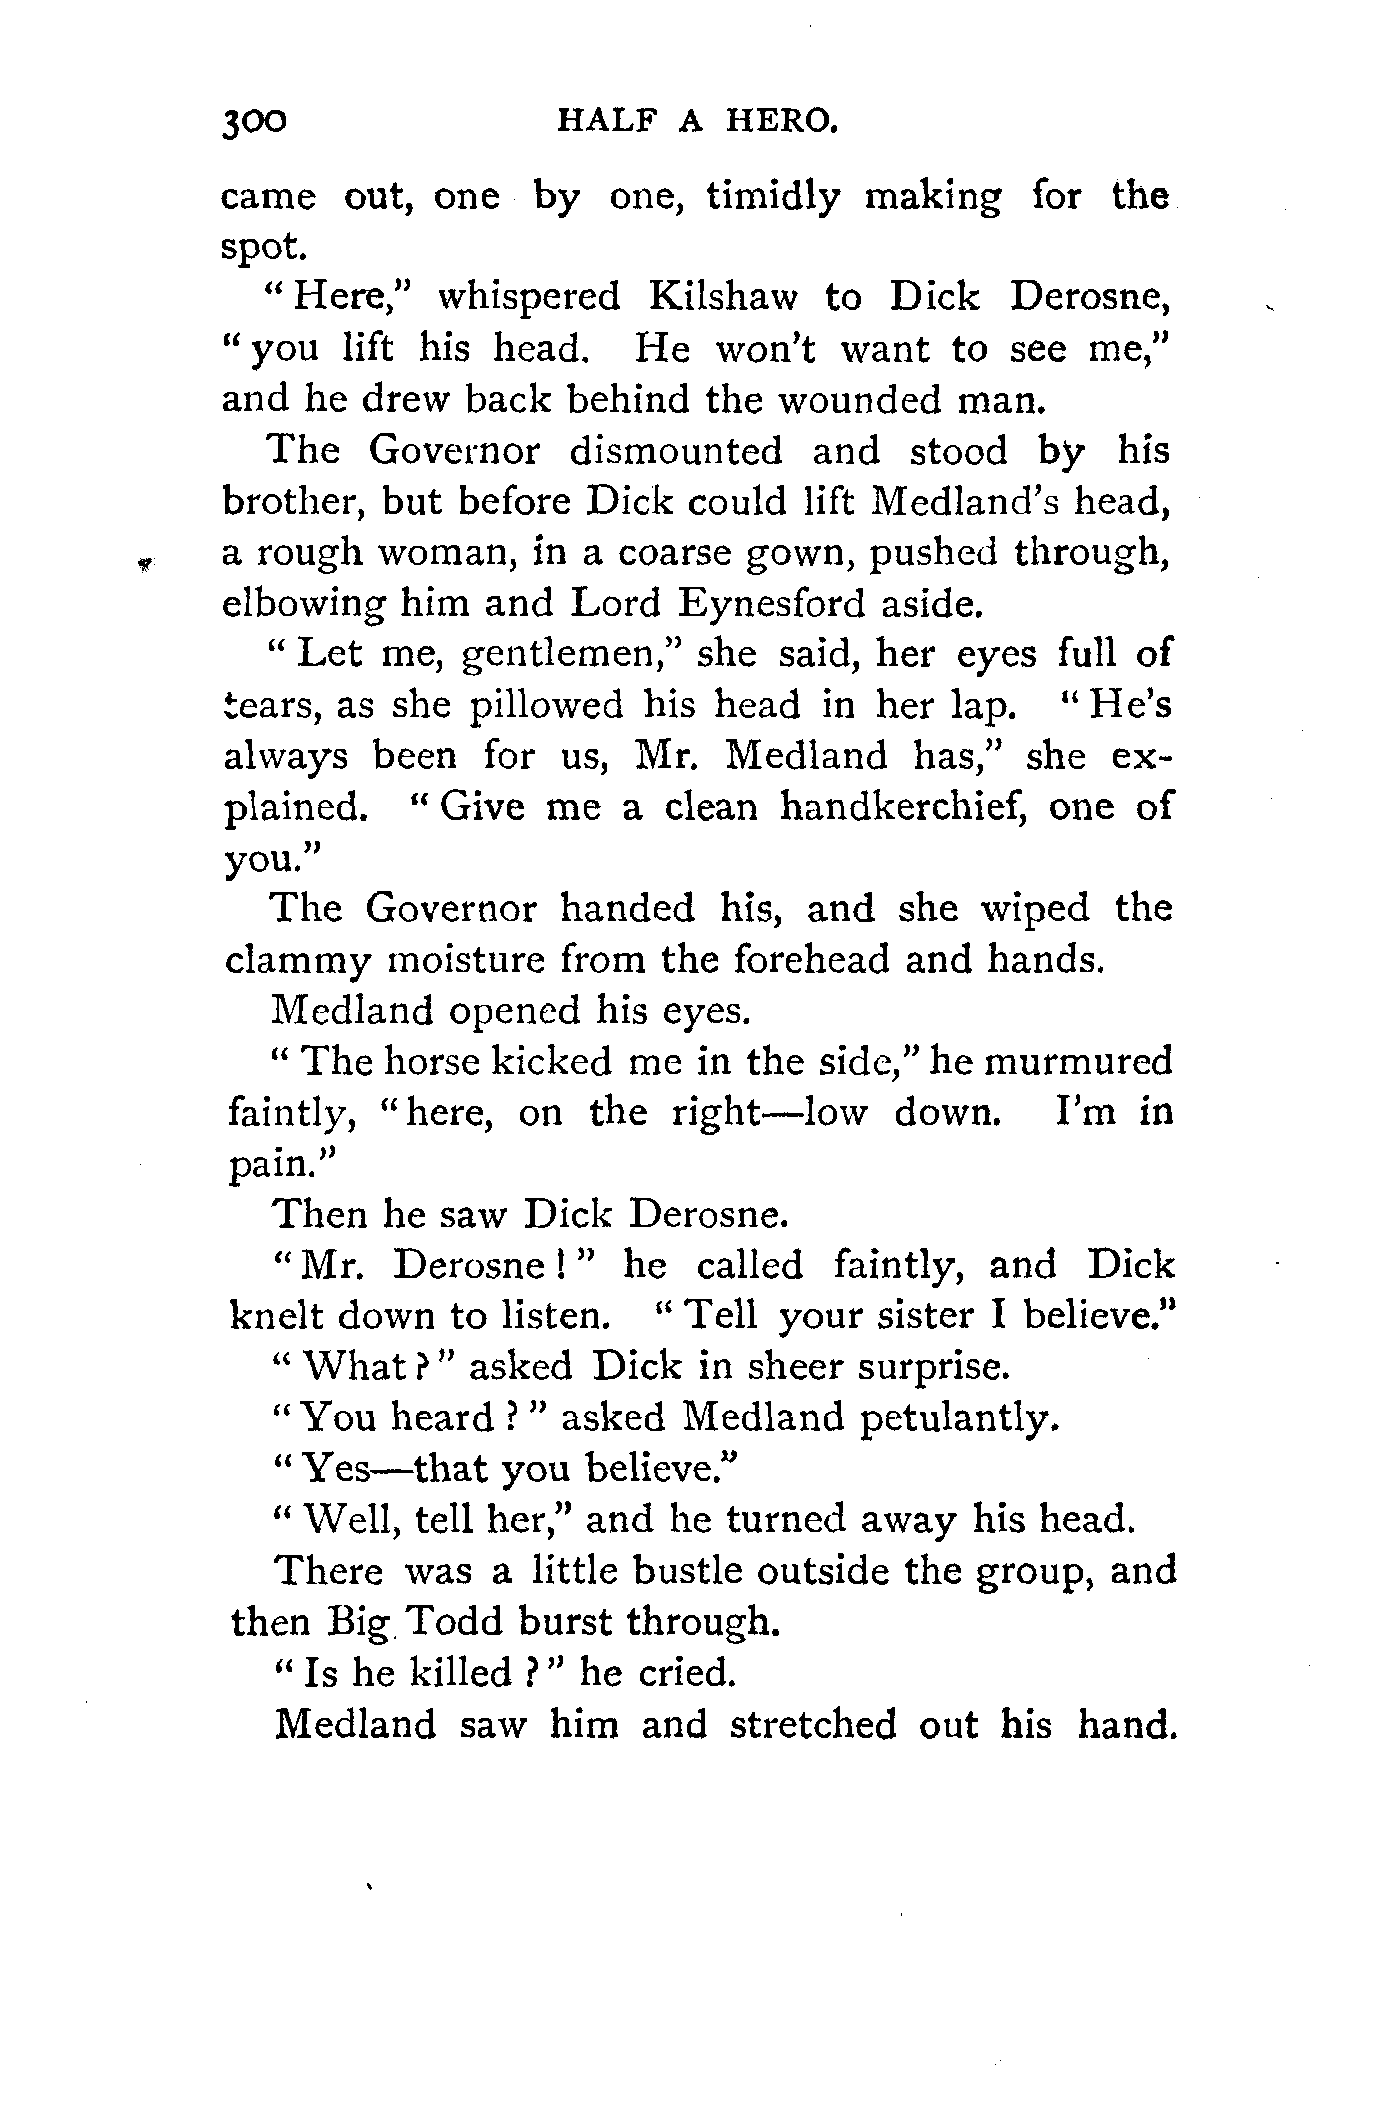 300 HALF A HERO.
came out, one by one, timidly making for the
spot.
" Here," whispered Kilshaw to Dick Derosne,
" you lift his head. He won't want to see me,"
and he drew back behind the wounded man.
The Governor dismounted and stood by his
brother, but before Dick could lift Medland's head,
a rough woman, in a coarse gown, pushed through,
elbowing him and Lord Eynesford aside.
" Let me, gentlemen," she said, her eyes full of
tears, as she pillowed his head in her lap. " He's
always been for us, Mr. Medland has," she ex-
plained. " Give me a clean handkerchief, one of
you."
The Governor handed his, and she wiped the
clammy moisture from the forehead and hands.
Medland opened his eyes.
" The horse kicked me in the side," he murmured
faintly, " here, on the right—low down. I'm in
pain."
Then he saw Dick Derosne.
" Mr. Derosne ! " he called faintly, and Dick
knelt down to listen. " Tell your sister I believe."
" What ? " asked Dick in sheer surprise.
" You heard ? " asked Medland petulantly.
" Yes—that you believe."
" Well, tell her," and he turned away his head.
There was a little bustle outside the group, and
then Big Todd burst through.
" Is he killed ? " he cried.
Medland saw him and stretched out his hand.